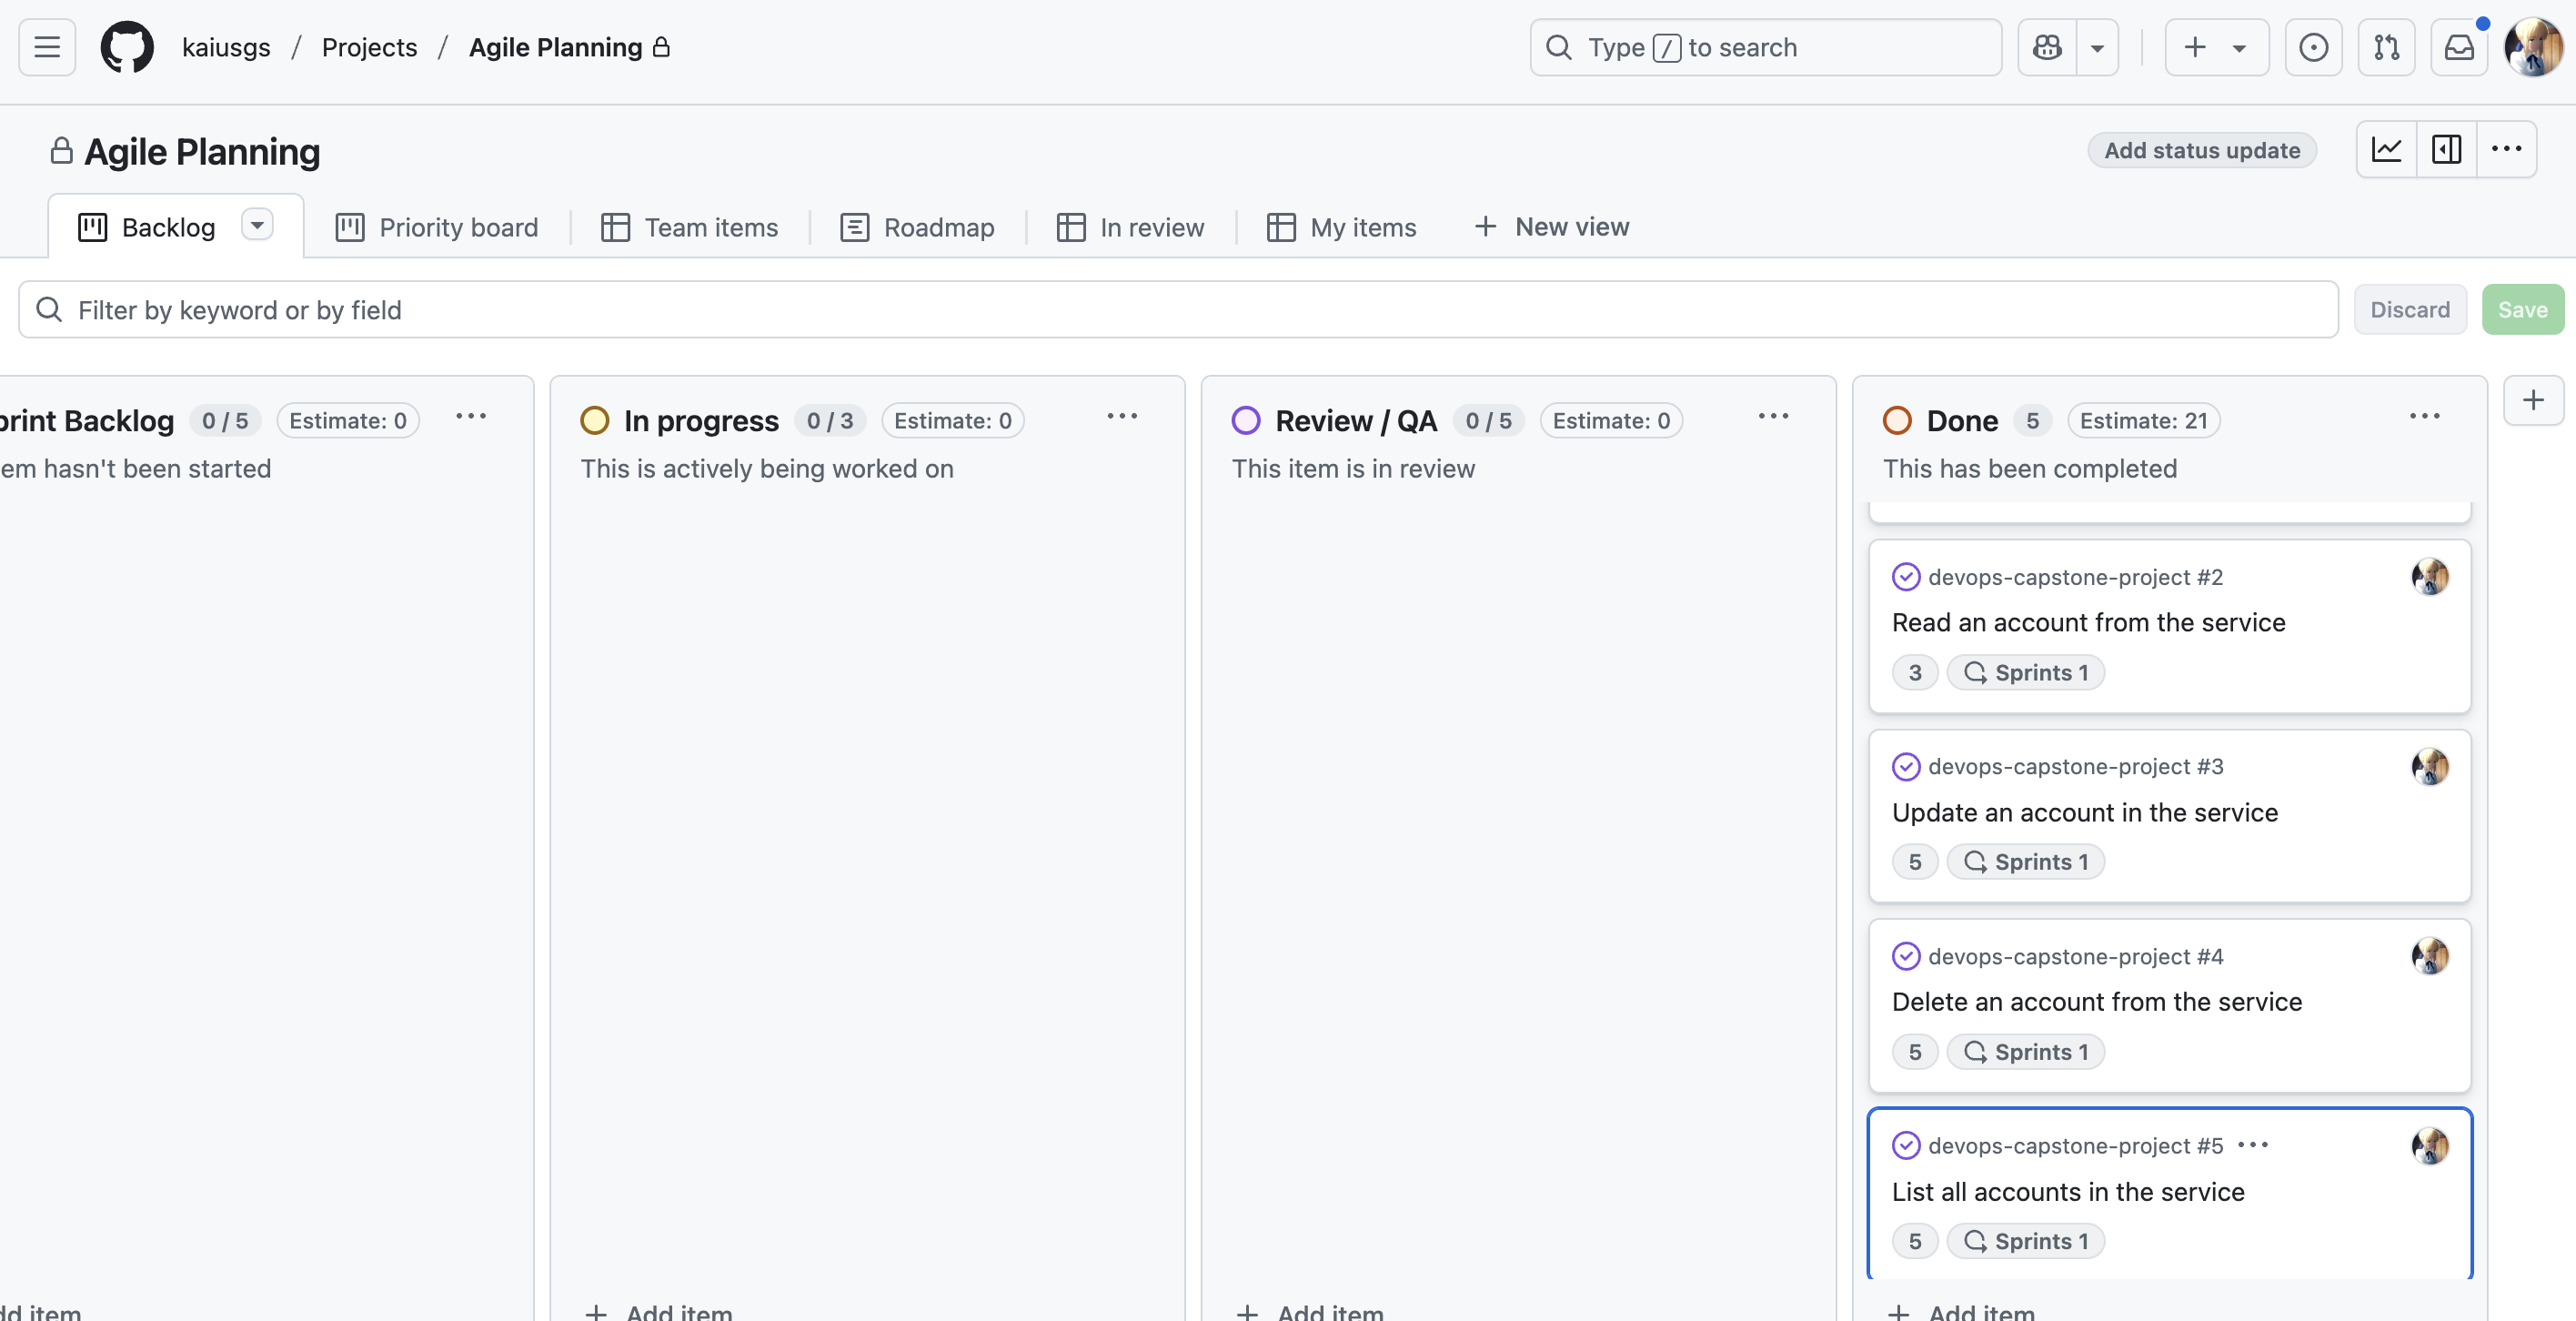 kaiusgs / Projects / Agile Planning
Type / to search
Agile Planning
Add status update
Backlog
Priority board
Team items
Roadmap
In review
My items
New view
Filter by keyword or by field
Discard
Save
print Backlog 0 / 5 Estimate: 0
em hasn't been started
In progress 0 / 3 Estimate: 0
This is actively being worked on
Review / QA 0 / 5 Estimate: 0
This item is in review
Done 5 Estimate: 21
This has been completed
devops-capstone-project #2
Read an account from the service
3 Sprints 1
devops-capstone-project #3
Update an account in the service
5 Sprints 1
devops-capstone-project #4
Delete an account from the service
5 Sprints 1
devops-capstone-project #5
List all accounts in the service
5 Sprints 1
dd item
Add item
Add item
Add item